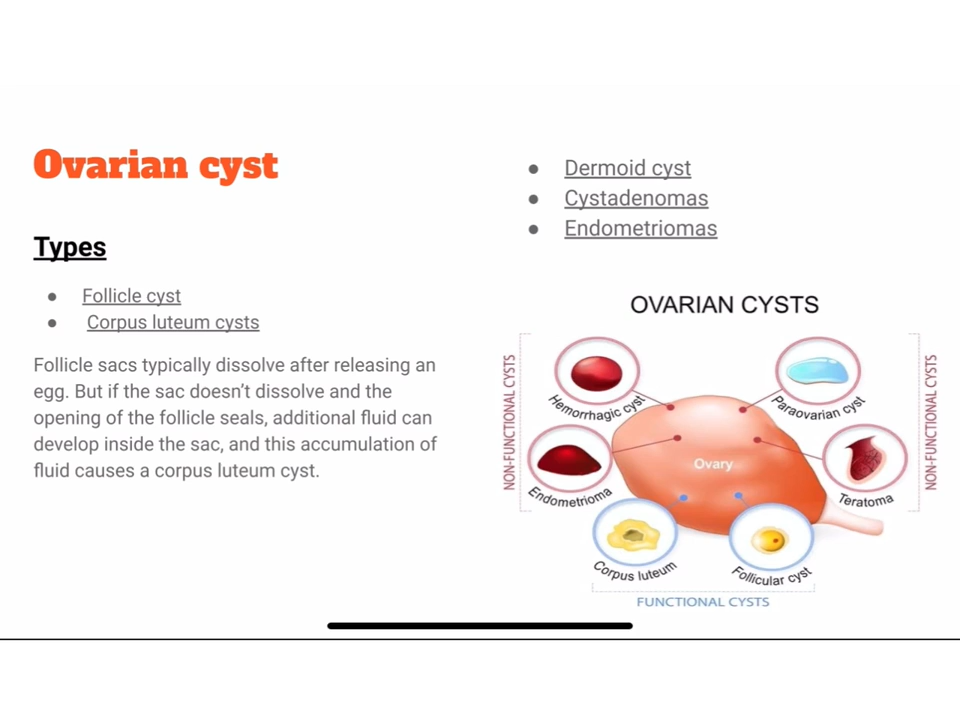 Ovarian cyst
Types
● Follicle cyst
● Corpus luteum cysts
Follicle sacs typically dissolve after releasing an
egg. But if the sac doesn’t dissolve and the
opening of the follicle seals, additional fluid can
develop inside the sac, and this accumulation of
fluid causes a corpus luteum cyst.
● Dermoid cyst
● Cystadenomas
● Endometriomas
OVARIAN CYSTS
NON-FUNCTIONAL CYSTS
Hemorrhagic cyst
Endometrioma
Ovary
Paraovarian cyst
Teratoma
NON-FUNCTIONAL CYSTS
Corpus luteum
Follicular cyst
FUNCTIONAL CYSTS